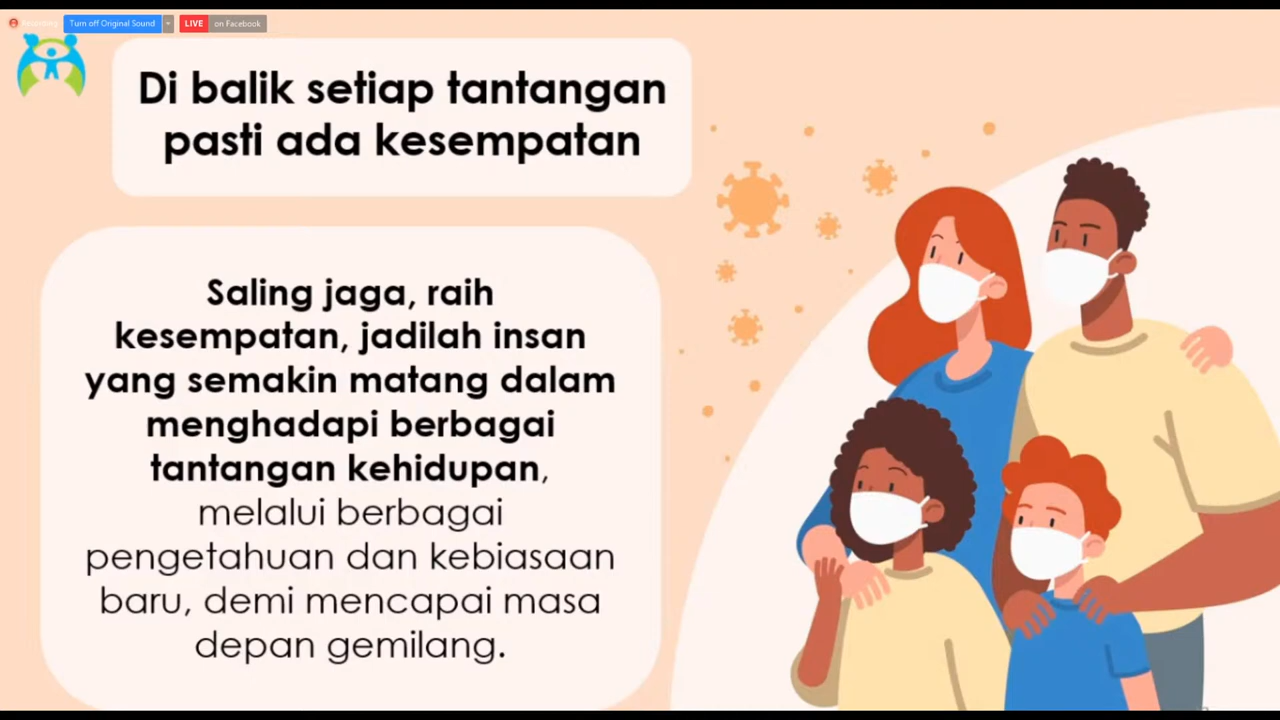 Recording
Turn off Original Sound
LIVE on Facebook
Di balik setiap tantangan
pasti ada kesempatan
Saling jaga, raih
kesempatan, jadilah insan
yang semakin matang dalam
menghadapi berbagai
tantangan kehidupan,
melalui berbagai
pengetahuan dan kebiasaan
baru, demi mencapai masa
depan gemilang.